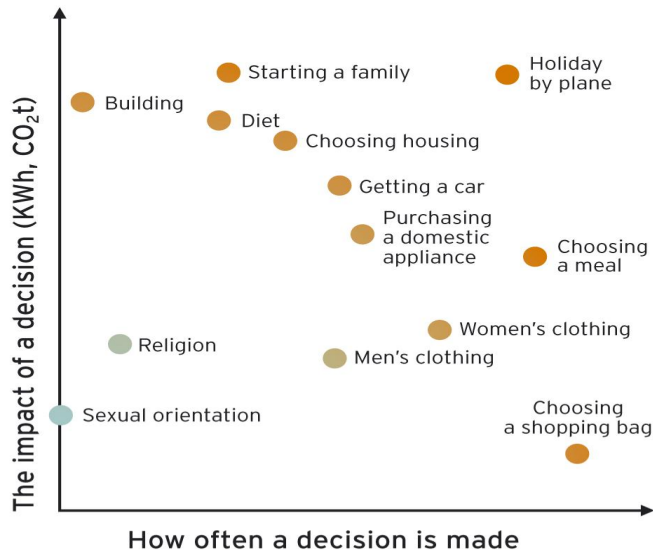 The impact of a decision (KWh, CO₂t)
Starting a family
Holiday
by plane
Building
Diet
Choosing housing
Getting a car
Purchasing
a domestic
appliance
Choosing
a meal
Women's clothing
Religion
Men's clothing
Sexual orientation
Choosing
a shopping bag
How often a decision is made